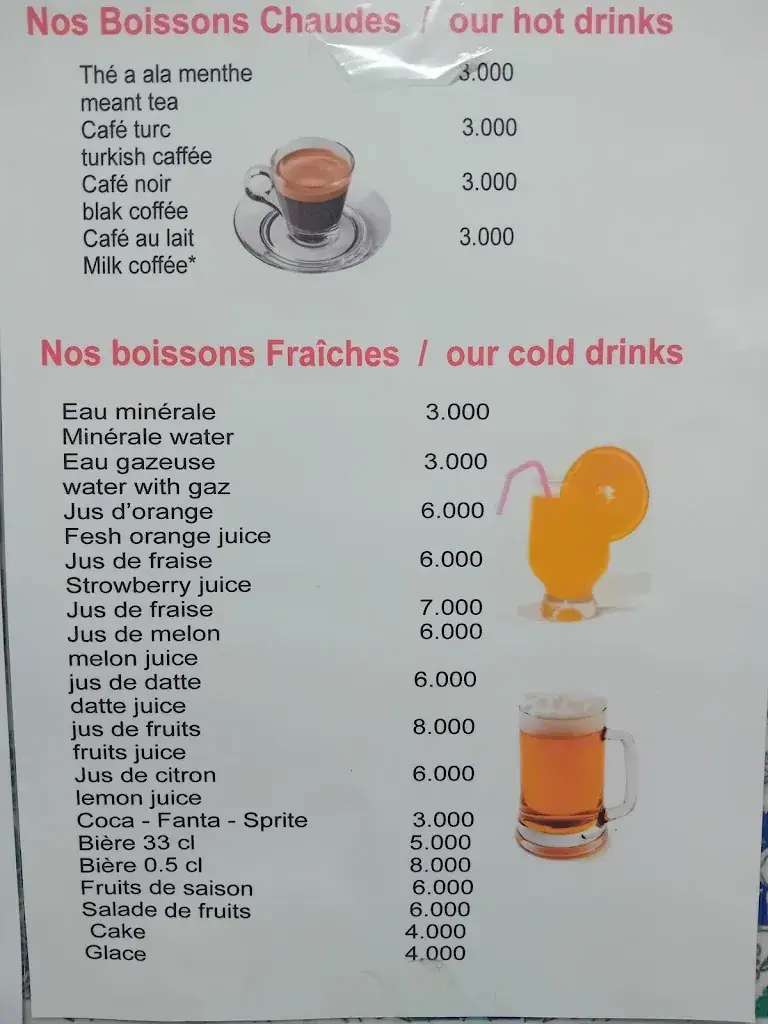 Nos Boissons Chaudes / our hot drinks
Thé a ala menthe 3.000
meant tea
Café turc 3.000
turkish caffée
Café noir 3.000
blak coffée
Café au lait 3.000
Milk coffée*
Nos boissons Fraîches / our cold drinks
Eau minérale 3.000
Minérale water
Eau gazeuse 3.000
water with gaz
Jus d'orange 6.000
Fesh orange juice
Jus de fraise 6.000
Strowberry juice
Jus de fraise 7.000
Jus de melon 6.000
melon juice
jus de datte 6.000
datte juice
jus de fruits 8.000
fruits juice
Jus de citron 6.000
lemon juice
Coca - Fanta - Sprite 3.000
Bière 33 cl 5.000
Bière 0.5 cl 8.000
Fruits de saison 6.000
Salade de fruits 6.000
Cake 4.000
Glace 4.000